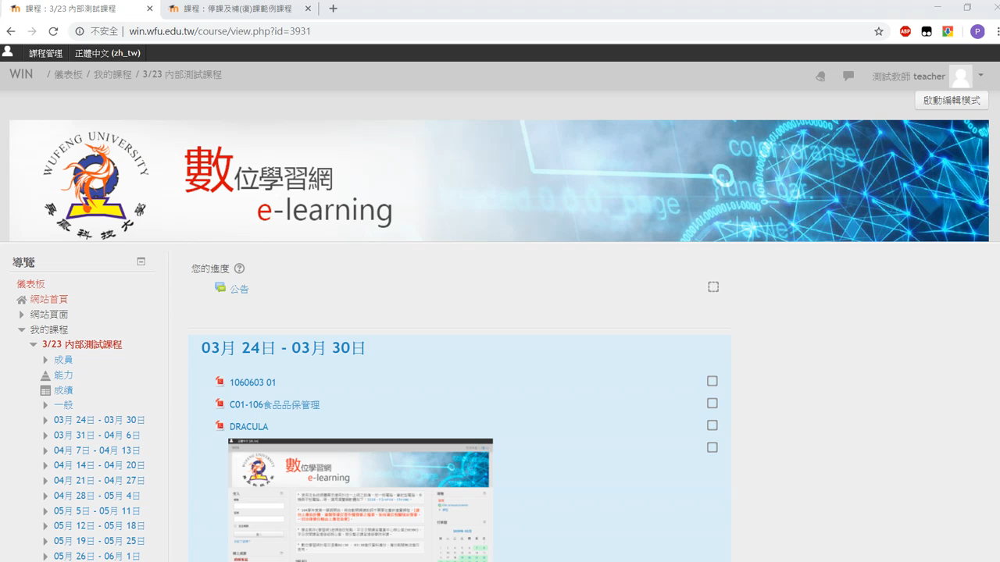 課程：3/23 內部測試課程
課程：停課及補(復)課範例課程
不安全 | win.wfu.edu.tw/course/view.php?id=3931
ABP
P
課程管理 正體中文 (zh_tw)
WIN / 儀表板 / 我的課程 / 3/23 內部測試課程
測試教師 teacher
啟動編輯模式
WUFENG UNIVERSITY
吳鳳科技大學
數位學習網
e-learning
color: orange;
page
style
導覽
儀表板
網站首頁
網站頁面
我的課程
3/23 內部測試課程
成員
能力
成績
一般
03月 24日 - 03月 30日
03月 31日 - 04月 6日
04月 7日 - 04月 13日
04月 14日 - 04月 20日
04月 21日 - 04月 27日
04月 28日 - 05月 4日
05月 5日 - 05月 11日
05月 12日 - 05月 18日
05月 19日 - 05月 25日
05月 26日 - 06月 1日
您的進度
公告
03月 24日 - 03月 30日
1060603 01
C01-106食品品保管理
DRACULA
數位學習網
e-learning